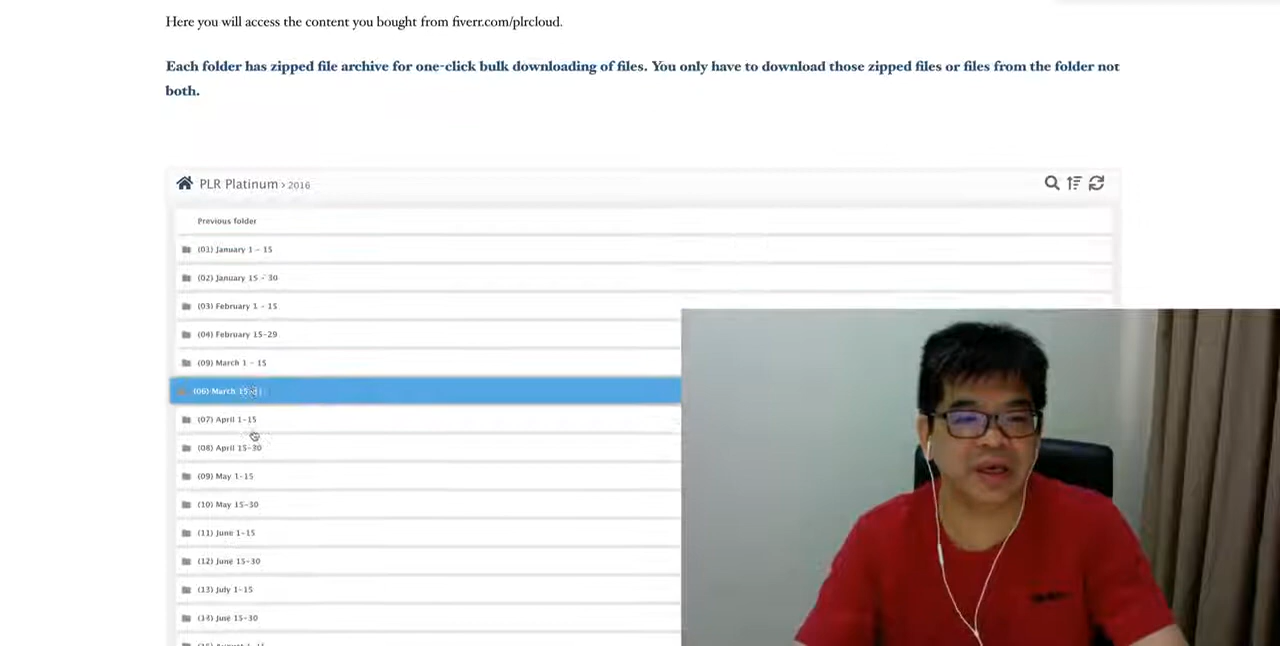 Here you will access the content you bought from fiverr.com/plrcloud.
Each folder has zipped file archive for one-click bulk downloading of files. You only have to download those zipped files or files from the folder not
both.
PLR Platinum › 2016
Previous folder
(01) January 1 - 15
(02) January 15 - 30
(03) February 1 - 15
(04) February 15-29
(09) March 1 - 15
(06) March
(07) April 1-15
(08) April 15-30
(09) May 1-15
(10) May 15-30
(11) June 1-15
(12) June 15-30
(13) July 1-15
(14) June 15-30